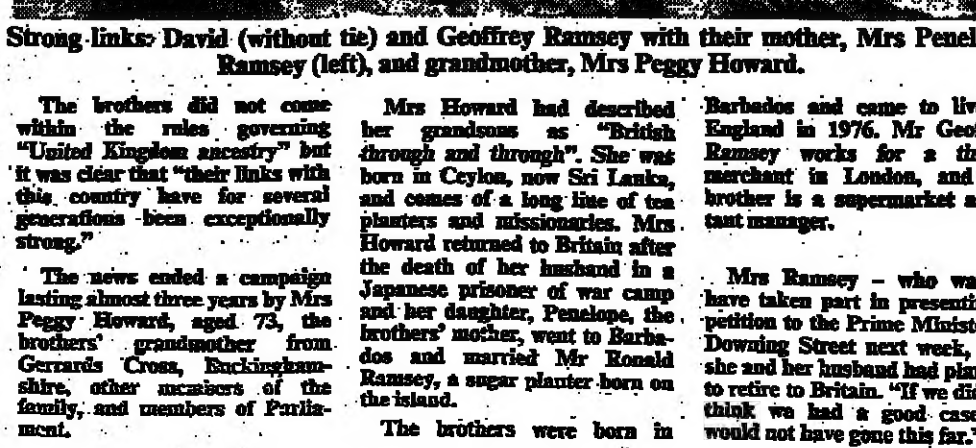 Strong links: David (without tie) and Geoffrey Ramsey with their mother, Mrs Penel
Ramsey (left), and grandmother, Mrs Peggy Howard.
The brothers did not come
within the rules governing
"United Kingdom ancestry" but
it was clear that "their links with
this country have for several
generations been exceptionally
strong."
The news ended a campaign
lasting almost three years by Mrs
Peggy Howard, aged 73, the
brothers' grandmother from
Gerrards Cross, Buckingham-
shire, other members of the
family, and members of Parlia-
ment.
Mrs Howard had described
her grandsons as "British
through and through". She was
born in Ceylon, now Sri Lanka,
and comes of a long line of tea
planters and missionaries. Mrs
Howard returned to Britain after
the death of her husband in a
Japanese prisoner of war camp
and her daughter, Penelope, the
brothers' mother, went to Barba-
dos and married Mr Ronald
Ramsey, a sugar planter born on
the island.
The brothers were born in
Barbados and came to liv
England in 1976. Mr Geo
Ramsey works for a
merchant in London, and
brother is a supermarket a
tant manager.
Mrs Ramsey – who wa
have taken part in presenti
petition to the Prime Minist
Downing Street next week,
she and her husband had plan
to retire to Britain. "If we did
think we had a good case
would not have gone this far."